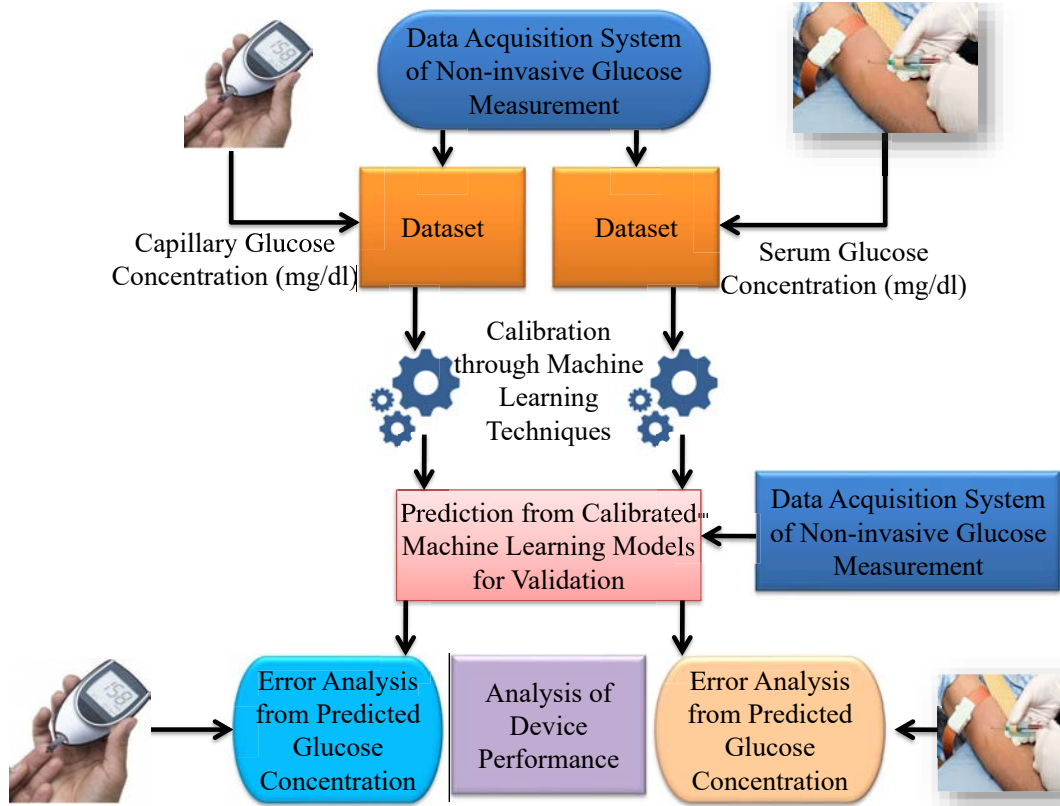 158
Data Acquisition System
of Non-invasive Glucose
Measurement
Dataset
Dataset
Capillary Glucose
Concentration (mg/dl)
Serum Glucose
Concentration (mg/dl)
Calibration
through Machine
Learning
Techniques
Prediction from Calibrated
Machine Learning Models
for Validation
Data Acquisition System
of Non-invasive Glucose
Measurement
158
Error Analysis
from Predicted
Glucose
Concentration
Analysis of
Device
Performance
Error Analysis
from Predicted
Glucose
Concentration